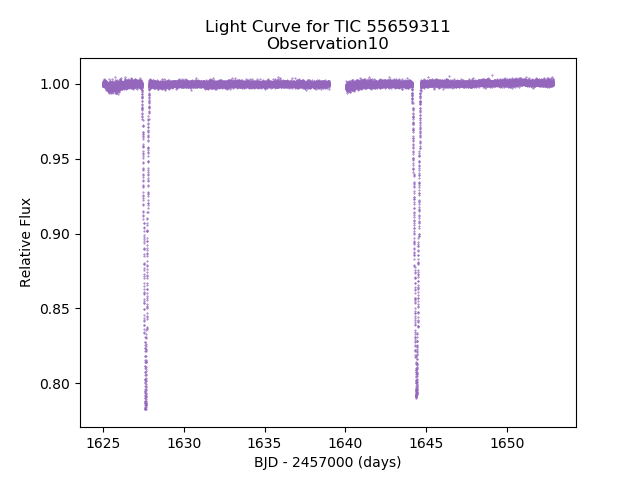 Light Curve for TIC 55659311
Observation10
1.00
0.95
0.90
0.85
0.80
Relative Flux
1625 1630 1635 1640 1645 1650
BJD - 2457000 (days)